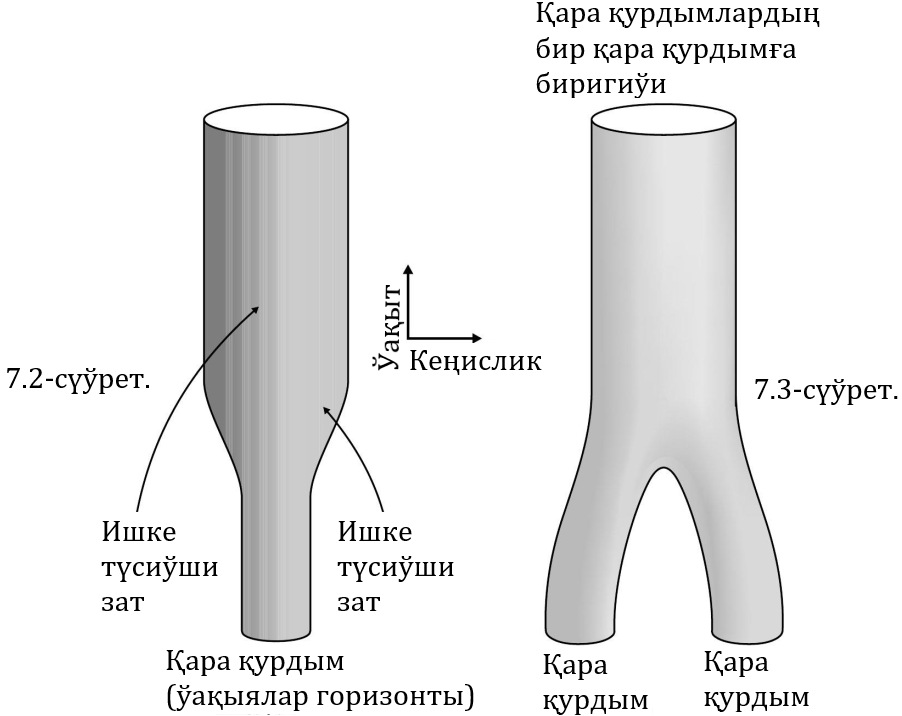 Қара қурдымлардың
бир қара қурдымға
биригиўи
Ўақыт
Кеңислик
7.2-сүўрет.
7.3-сүўрет.
Ишке
түсиўши
зат
Ишке
түсиўши
зат
Қара қурдым
(ўақыялар горизонты)
Қара
қурдым
Қара
қурдым